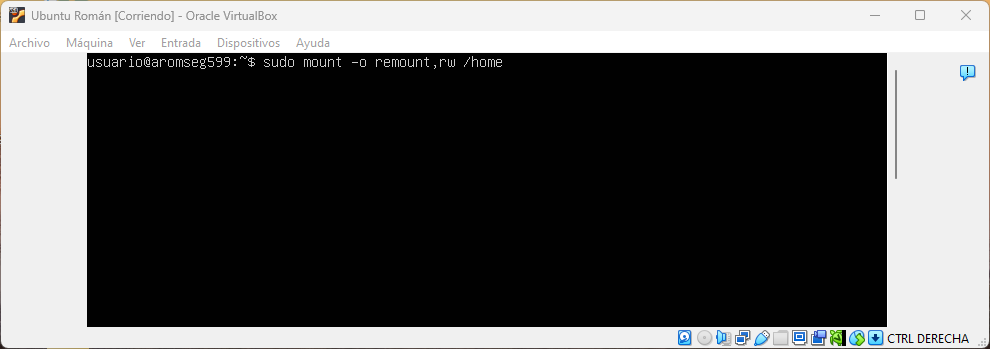 Ubuntu Román [Corriendo] - Oracle VirtualBox
Archivo Máquina Ver Entrada Dispositivos Ayuda
usuario@aromseg599:~$ sudo mount -o remount,rw /home
CTRL DERECHA